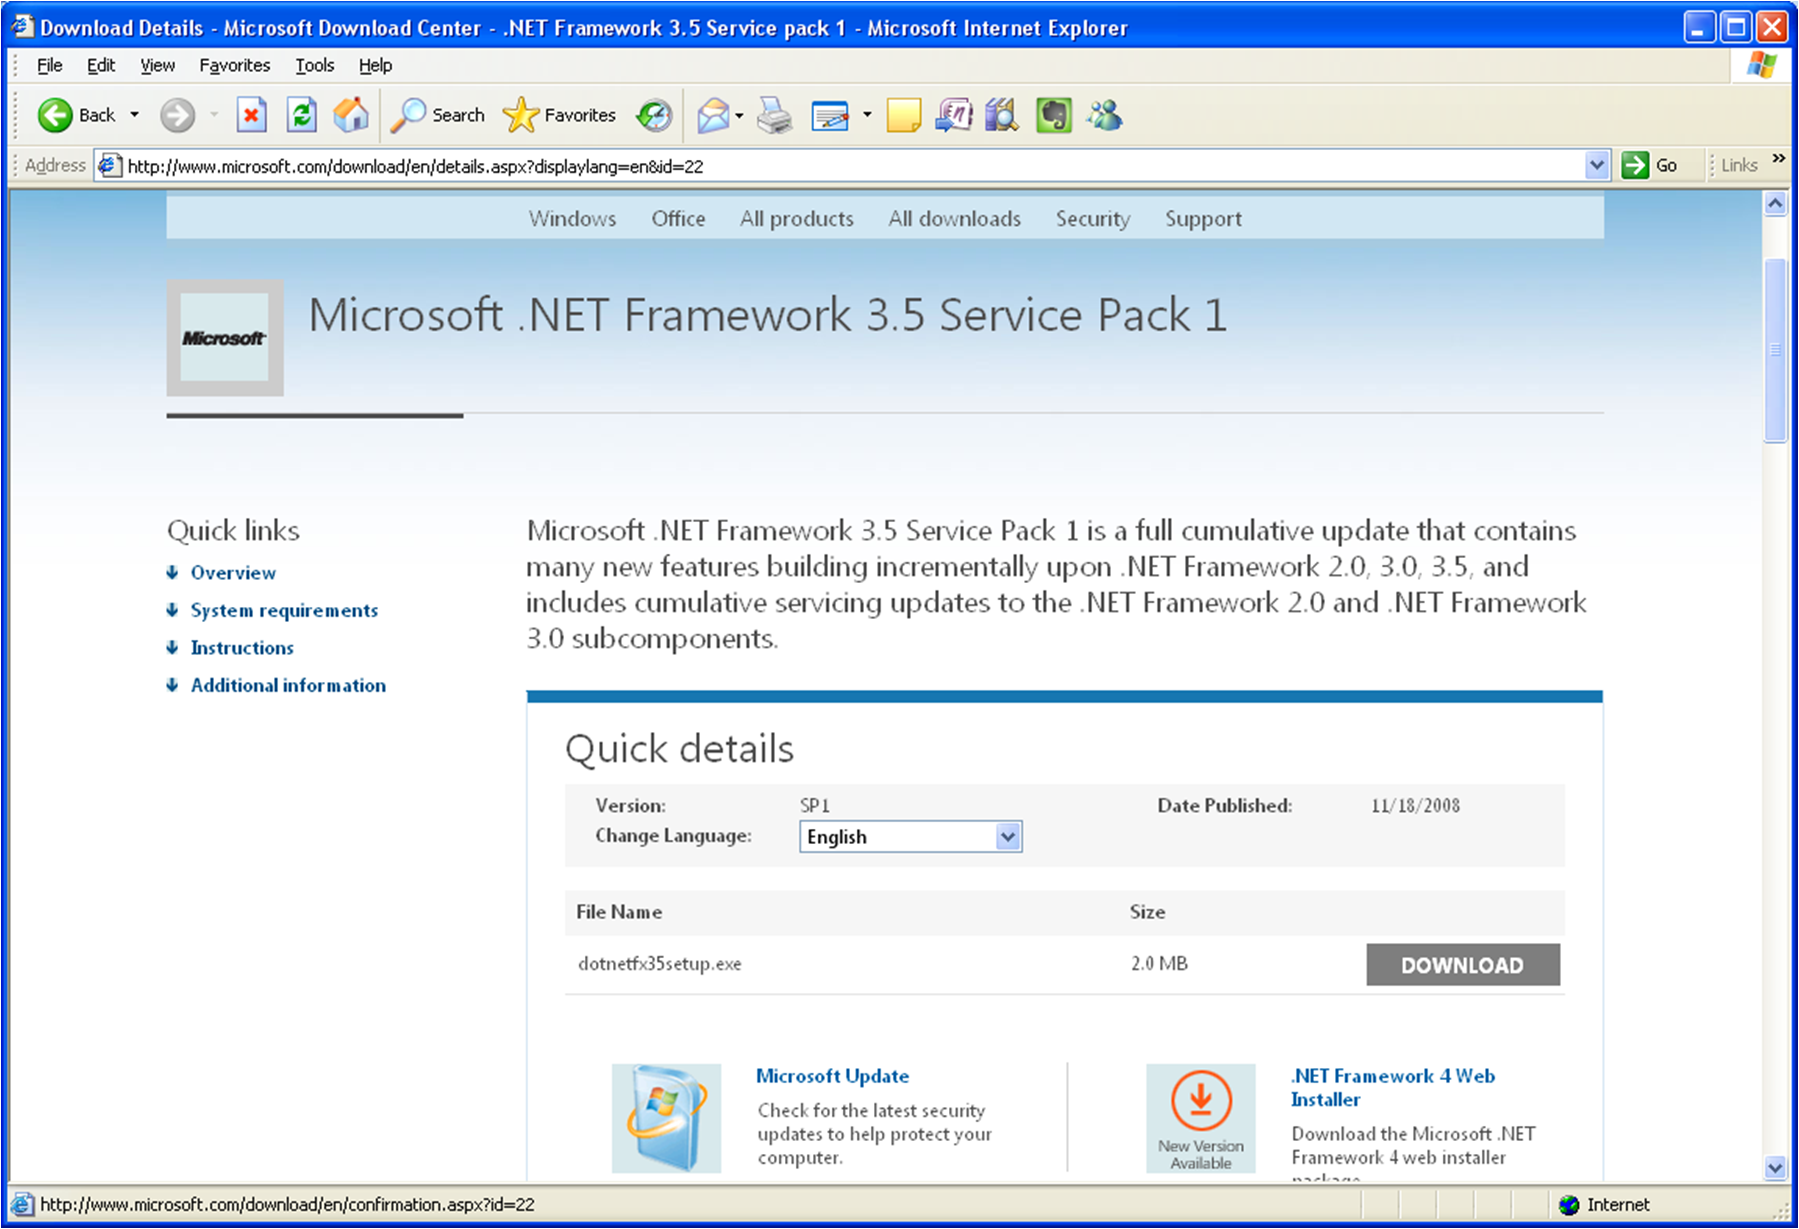 Download Details - Microsoft Download Center - .NET Framework 3.5 Service pack 1 - Microsoft Internet Explorer
File Edit View Favorites Tools Help
Back Search Favorites
Address http://www.microsoft.com/download/en/details.aspx?displaylang=en&id=22 Go Links »
Windows Office All products All downloads Security Support
Microsoft
Microsoft .NET Framework 3.5 Service Pack 1
Quick links
Overview
System requirements
Instructions
Additional information
Microsoft .NET Framework 3.5 Service Pack 1 is a full cumulative update that contains
many new features building incrementally upon .NET Framework 2.0, 3.0, 3.5, and
includes cumulative servicing updates to the .NET Framework 2.0 and .NET Framework
3.0 subcomponents.
Quick details
Version: SP1 Date Published: 11/18/2008
Change Language: English
File Name Size
dotnetfx35setup.exe 2.0 MB DOWNLOAD
Microsoft Update
Check for the latest security
updates to help protect your
computer.
New Version
Available
.NET Framework 4 Web
Installer
Download the Microsoft .NET
Framework 4 web installer
package
http://www.microsoft.com/download/en/confirmation.aspx?id=22 Internet